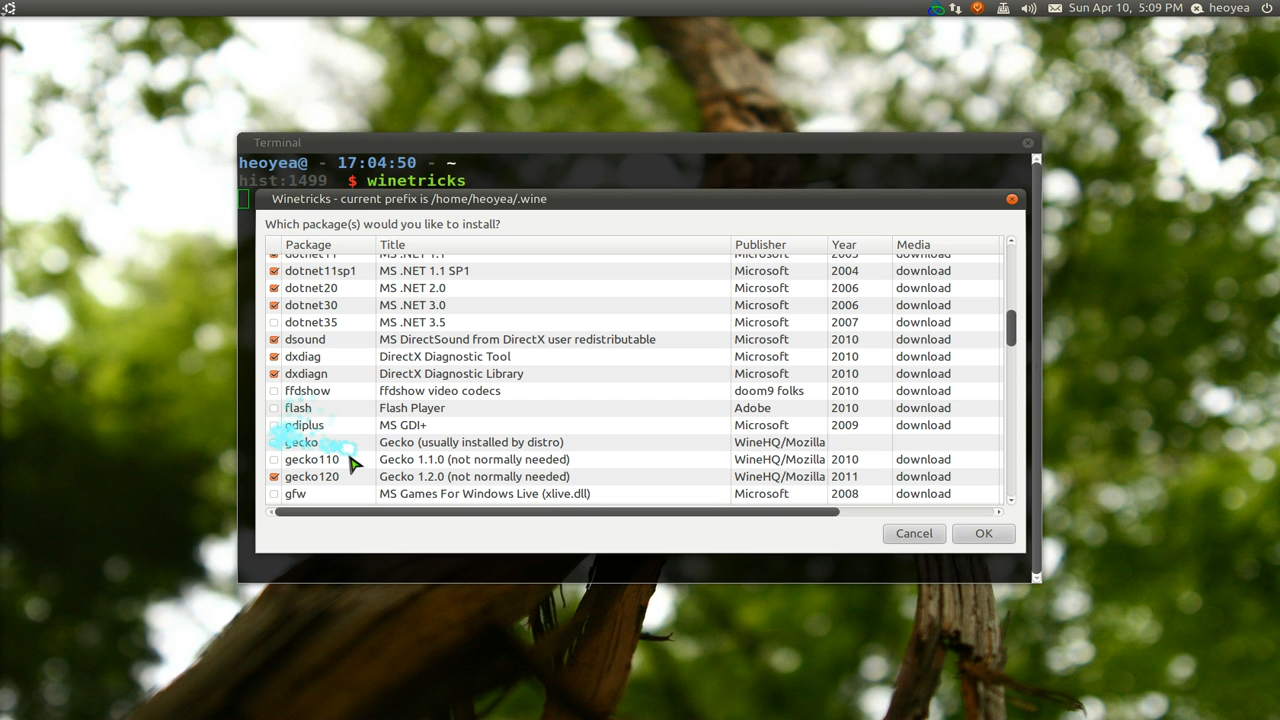 Sun Apr 10, 5:09 PM heoyea
Terminal
heoyea@ - 17:04:50 - ~
hist:1499 $ winetricks
Winetricks - current prefix is /home/heoyea/.wine
Which package(s) would you like to install?
Package Title Publisher Year Media
dotnet11 MS .NET 1.1 Microsoft 2003 download
dotnet11sp1 MS .NET 1.1 SP1 Microsoft 2004 download
dotnet20 MS .NET 2.0 Microsoft 2006 download
dotnet30 MS .NET 3.0 Microsoft 2006 download
dotnet35 MS .NET 3.5 Microsoft 2007 download
dsound MS DirectSound from DirectX user redistributable Microsoft 2010 download
dxdiag DirectX Diagnostic Tool Microsoft 2010 download
dxdiagn DirectX Diagnostic Library Microsoft 2010 download
ffdshow ffdshow video codecs doom9 folks 2010 download
flash Flash Player Adobe 2010 download
gdiplus MS GDI+ Microsoft 2009 download
gecko Gecko (usually installed by distro) WineHQ/Mozilla
gecko110 Gecko 1.1.0 (not normally needed) WineHQ/Mozilla 2010 download
gecko120 Gecko 1.2.0 (not normally needed) WineHQ/Mozilla 2011 download
gfw MS Games For Windows Live (xlive.dll) Microsoft 2008 download
Cancel OK